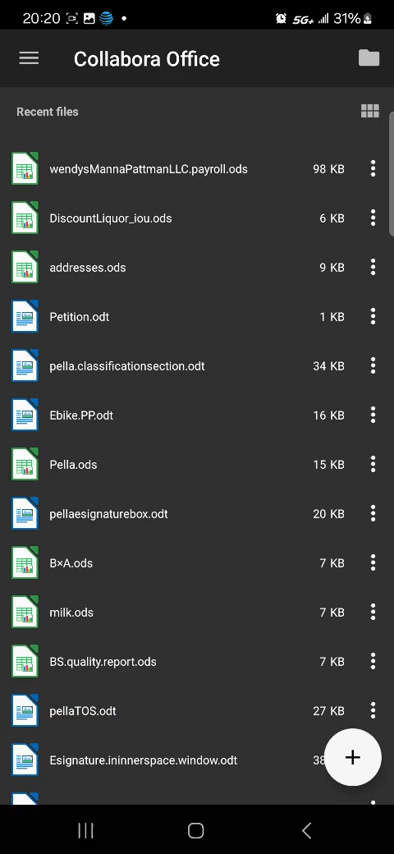 20:20 5G+ 31%
Collabora Office
Recent files
wendysMannaPattmanLLC.payroll.ods 98 KB
DiscountLiquor_iou.ods 6 KB
addresses.ods 9 KB
Petition.odt 1 KB
pella.classificationsection.odt 34 KB
Ebike.PP.odt 16 KB
Pella.ods 15 KB
pellaesignaturebox.odt 20 KB
B×A.ods 7 KB
milk.ods 7 KB
BS.quality.report.ods 7 KB
pellaTOS.odt 27 KB
Esignature.ininnerspace.window.odt